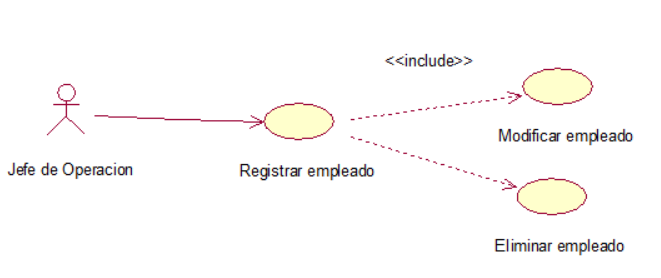 <<include>>
Modificar empleado
Jefe de Operacion
Registrar empleado
Eliminar empleado